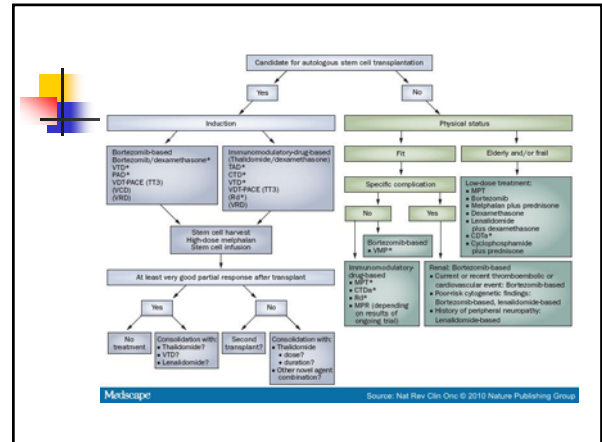 Candidate for autologous stem cell transplantation
Yes
No
Induction
Physical status
Bortezomib-based
Bortezomib/dexamethasone*
VTD*
PAD*
VDT-PACE (TT3)
(VCD)
(VRD)
Immunomodulatory-drug-based
(Thalidomide/dexamethasone)
TAD*
CTD*
VTD*
VDT-PACE (TT3)
(Rd*)
(VRD)
Fit
Elderly and/or frail
Specific complication
No
Yes
Low-dose treatment:
• MPT
• Bortezomib
• Melphalan plus prednisone
• Dexamethasone
• Lenalidomide
plus dexamethasone
• CDTa*
• Cyclophosphamide
plus prednisone
Stem cell harvest
High-dose melphalan
Stem cell infusion
Bortezomib-based
• VMP*
At least very good partial response after transplant
Immunomodulatory
drug-based
• MPT*
• CTDa*
• Rd*
• MPR (depending
on results of
ongoing trial)
Renal: Bortezomib-based
• Current or recent thromboembolic or
cardiovascular event: Bortezomib-based
• Poor-risk cytogenetic findings:
Bortezomib-based, lenalidomide-based
• History of peripheral neuropathy:
Lenalidomide-based
Yes
No
No
treatment
Consolidation with:
• Thalidomide?
• VTD?
• Lenalidomide?
Second
transplant?
Consolidation with:
• Thalidomide
• dose?
• duration?
• Other novel agent
combination?
Medscape
Source: Nat Rev Clin Onc © 2010 Nature Publishing Group